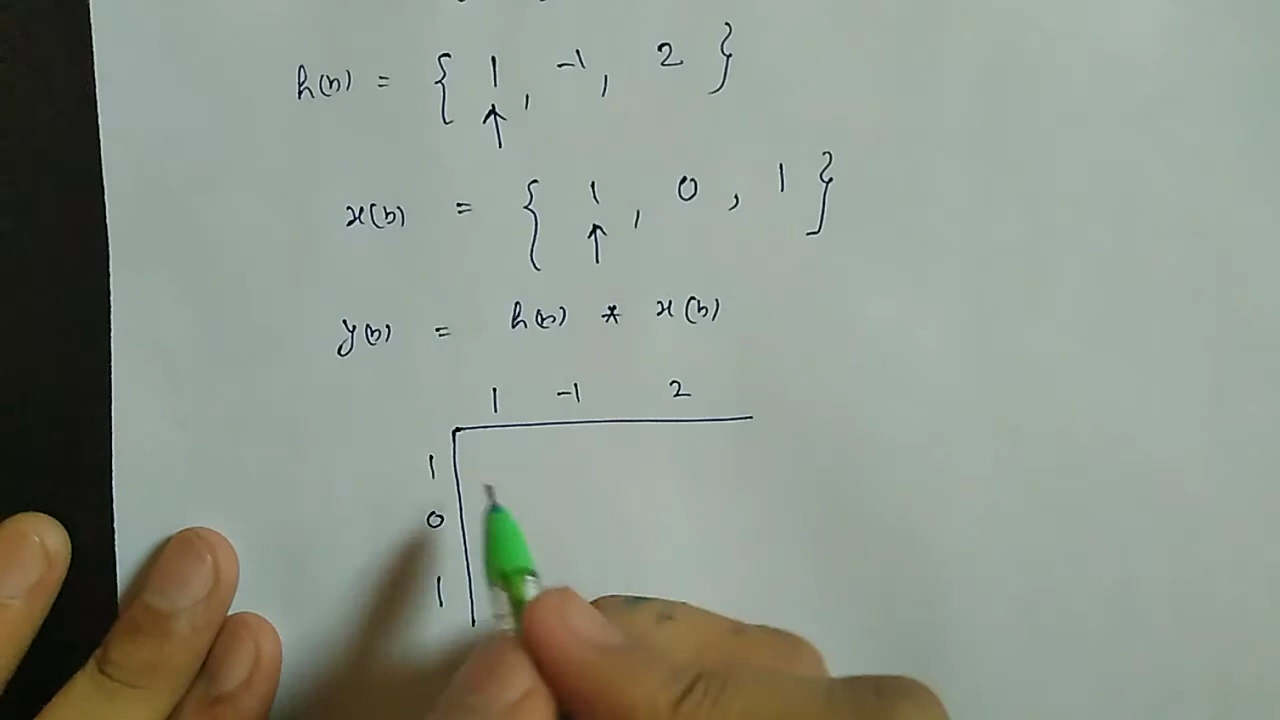 h(n) = { 1, -1, 2 }
↑
x(n) = { 1, 0, 1 }
↑
y(n) = h(n) * x(n)
1 -1 2
1
0
1